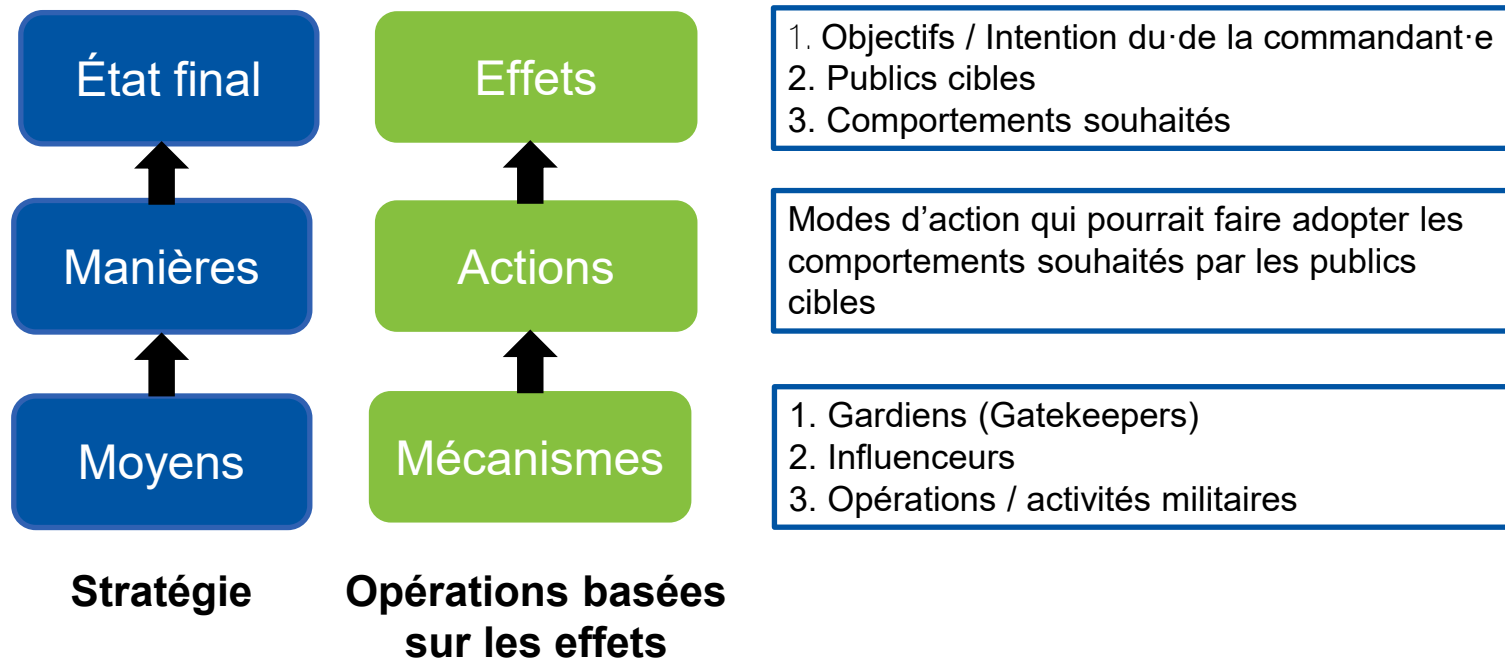 État final
Effets
1. Objectifs / Intention du·de la commandant·e
2. Publics cibles
3. Comportements souhaités
Manières
Actions
Modes d’action qui pourrait faire adopter les
comportements souhaités par les publics
cibles
Moyens
Mécanismes
1. Gardiens (Gatekeepers)
2. Influenceurs
3. Opérations / activités militaires
Stratégie
Opérations basées
sur les effets